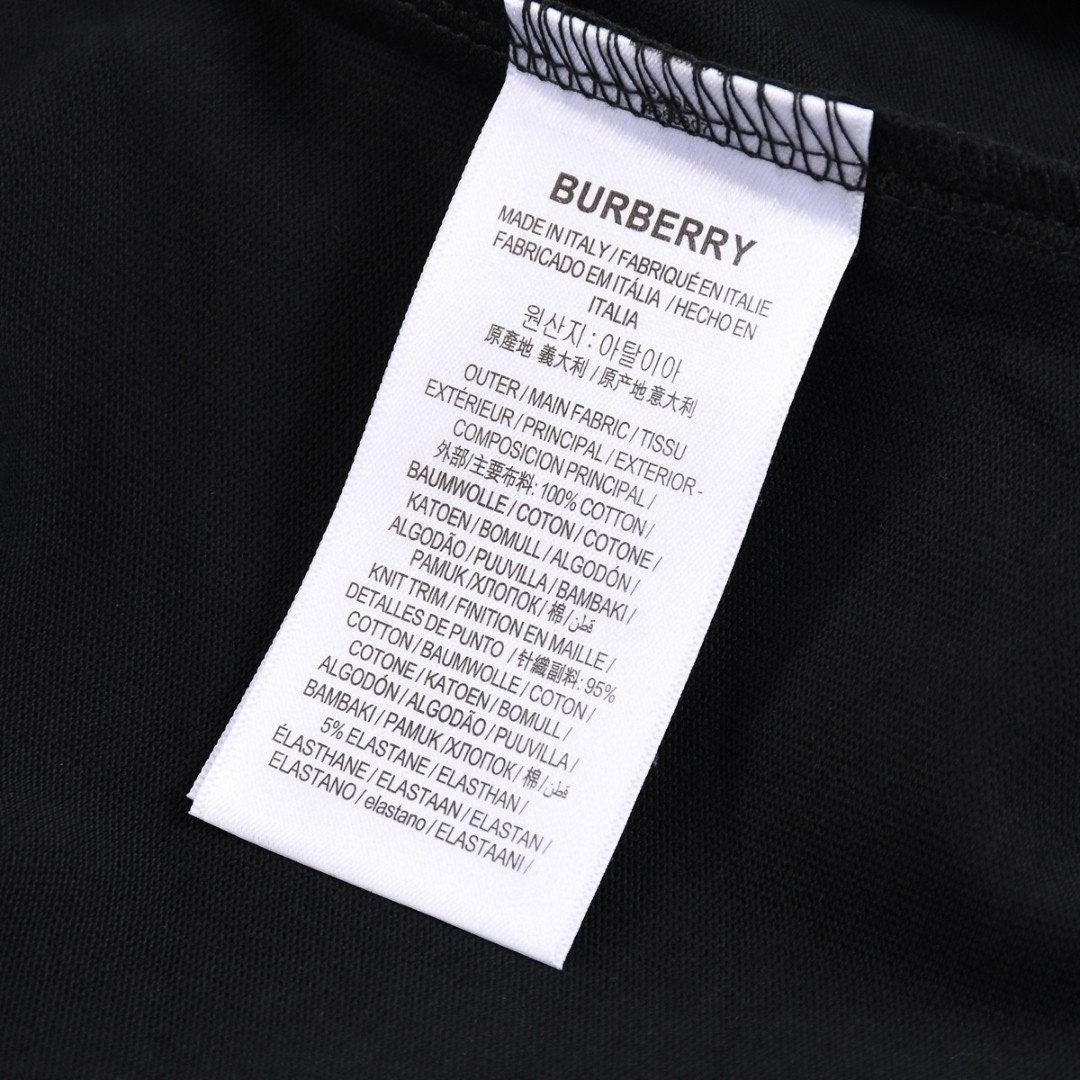 BURBERRY
MADE IN ITALY / FABRIQUÉ EN ITALIE
FABRICADO EM ITÁLIA / HECHO EN
ITALIA
원산지 : 아탈이아
原產地 義大利 / 原产地 意大利
OUTER / MAIN FABRIC / TISSU
EXTÉRIEUR / PRINCIPAL / EXTERIOR -
COMPOSICION PRINCIPAL /
外部/主要布料: 100% COTTON /
BAUMWOLLE / COTON / COTONE /
KATOEN / BOMULL / ALGODÓN /
ALGODÃO / PUUVILLA / BAMBAKI /
PAMUK / ХЛОПОК / 棉 / قطن
KNIT TRIM / FINITION EN MAILLE /
DETALLES DE PUNTO / 针織副料: 95%
COTTON / BAUMWOLLE / COTON /
COTONE / KATOEN / BOMULL /
ALGODÓN / ALGODÃO / PUUVILLA /
BAMBAKI / PAMUK / ХЛОПОК / 棉 / قطن
5% ELASTANE / ELASTHAN /
ÉLASTHANE / ELASTAAN / ELASTAN /
ELASTANO / elastano / ELASTAANI /